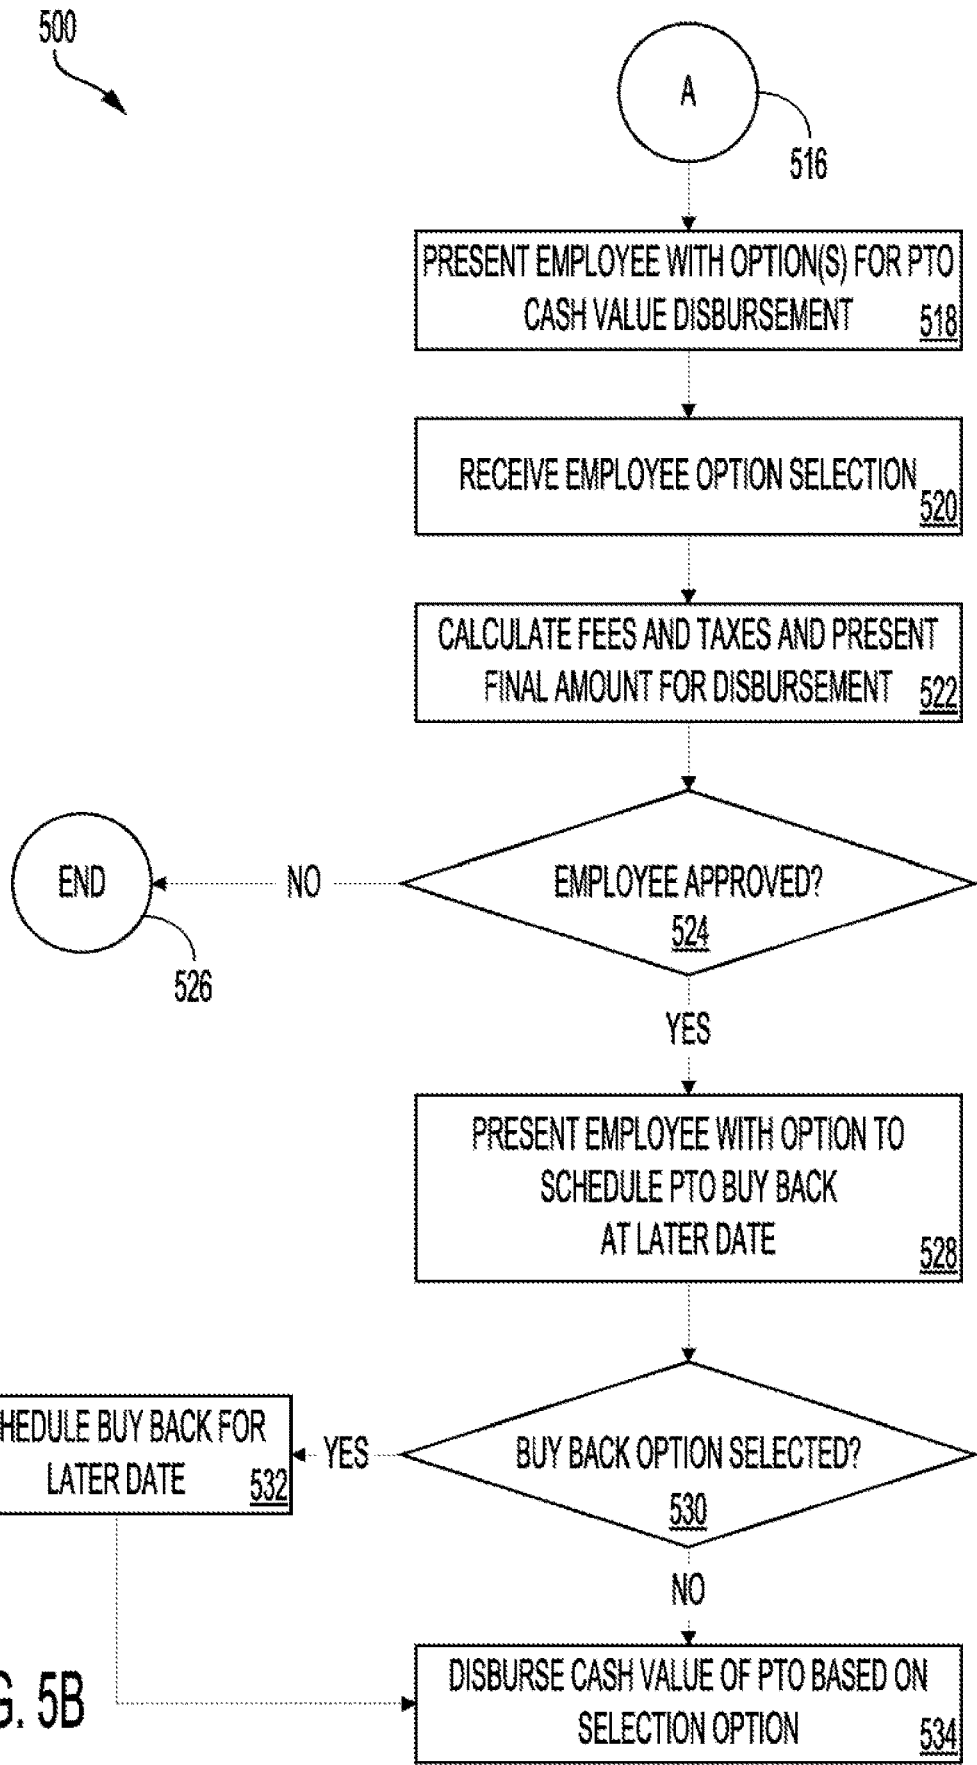 500
A
516
PRESENT EMPLOYEE WITH OPTION(S) FOR PTO
CASH VALUE DISBURSEMENT
518
RECEIVE EMPLOYEE OPTION SELECTION
520
CALCULATE FEES AND TAXES AND PRESENT
FINAL AMOUNT FOR DISBURSEMENT
522
END
NO
EMPLOYEE APPROVED?
524
526
YES
PRESENT EMPLOYEE WITH OPTION TO
SCHEDULE PTO BUY BACK
AT LATER DATE
528
HEDULE BUY BACK FOR
LATER DATE
532
YES
BUY BACK OPTION SELECTED?
530
NO
DISBURSE CASH VALUE OF PTO BASED ON
SELECTION OPTION
534
G. 5B